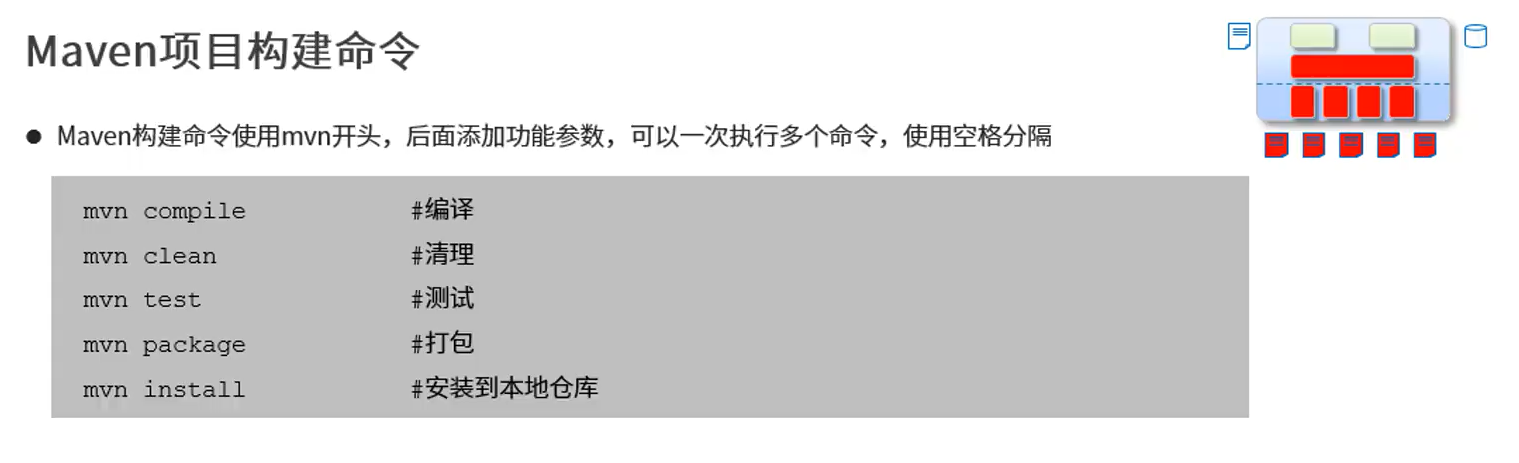 Maven项目构建命令
● Maven构建命令使用mvn开头，后面添加功能参数，可以一次执行多个命令，使用空格分隔
mvn compile #编译
mvn clean #清理
mvn test #测试
mvn package #打包
mvn install #安装到本地仓库